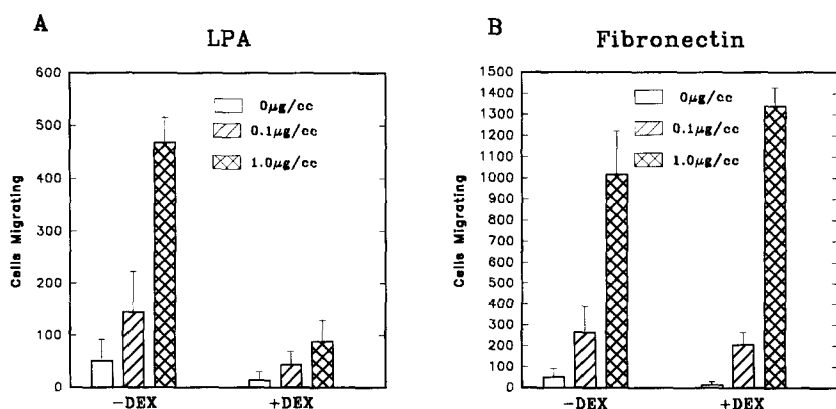 A
LPA
Cells Migrating
600
500
400
300
200
100
0
0µg/cc
0.1µg/cc
1.0µg/cc
-DEX
+DEX
B
Fibronectin
Cells Migrating
1500
1400
1300
1200
1100
1000
900
800
700
600
500
400
300
200
100
0
0µg/cc
0.1µg/cc
1.0µg/cc
-DEX
+DEX